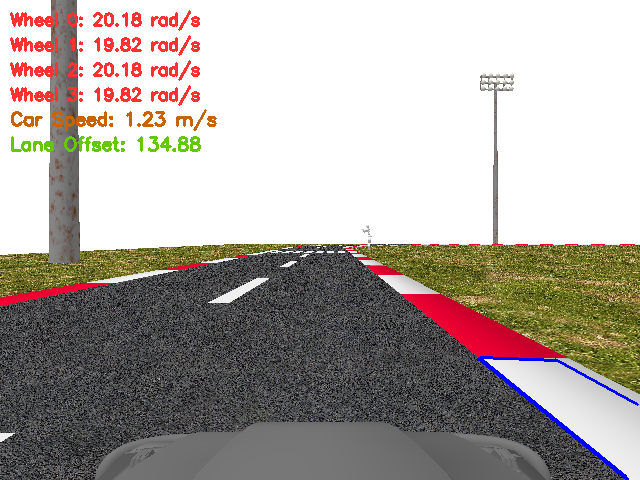 Wheel 0: 20.18 rad/s
Wheel 1: 19.82 rad/s
Wheel 2: 20.18 rad/s
Wheel 3: 19.82 rad/s
Car Speed: 1.23 m/s
Lane Offset: 134.88